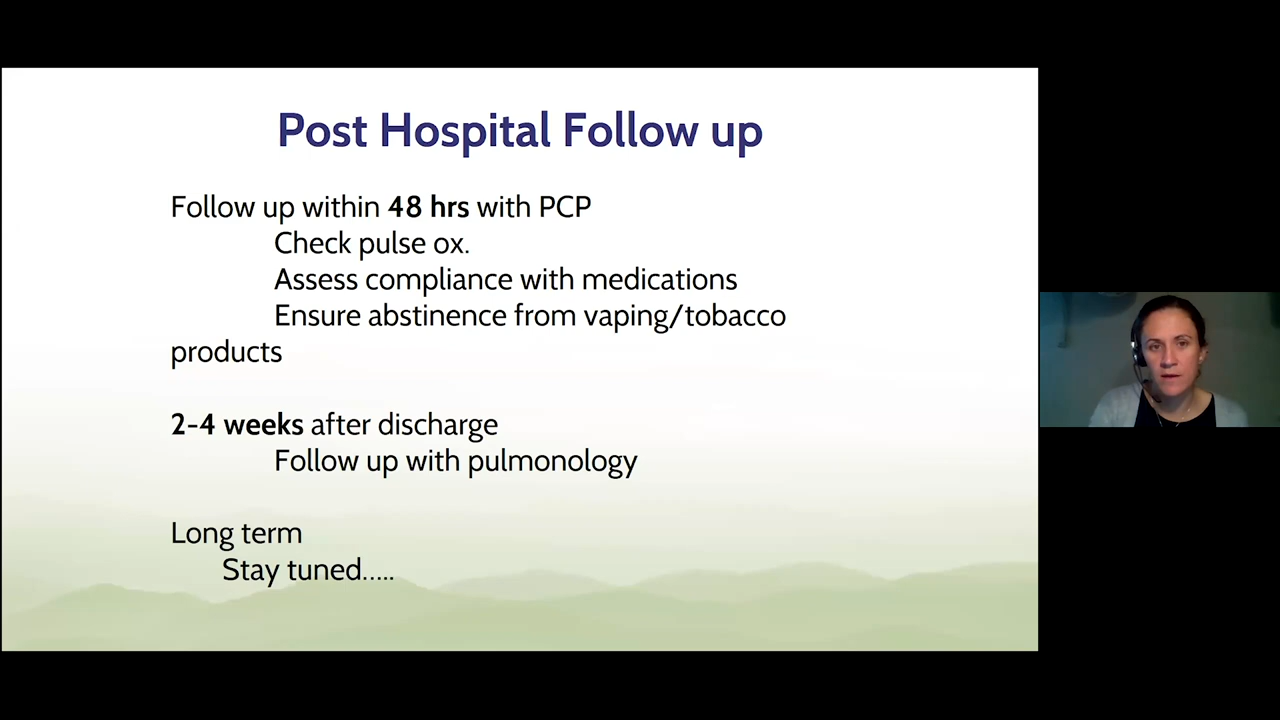 Post Hospital Follow up
Follow up within 48 hrs with PCP
Check pulse ox.
Assess compliance with medications
Ensure abstinence from vaping/tobacco
products
2-4 weeks after discharge
Follow up with pulmonology
Long term
Stay tuned.....